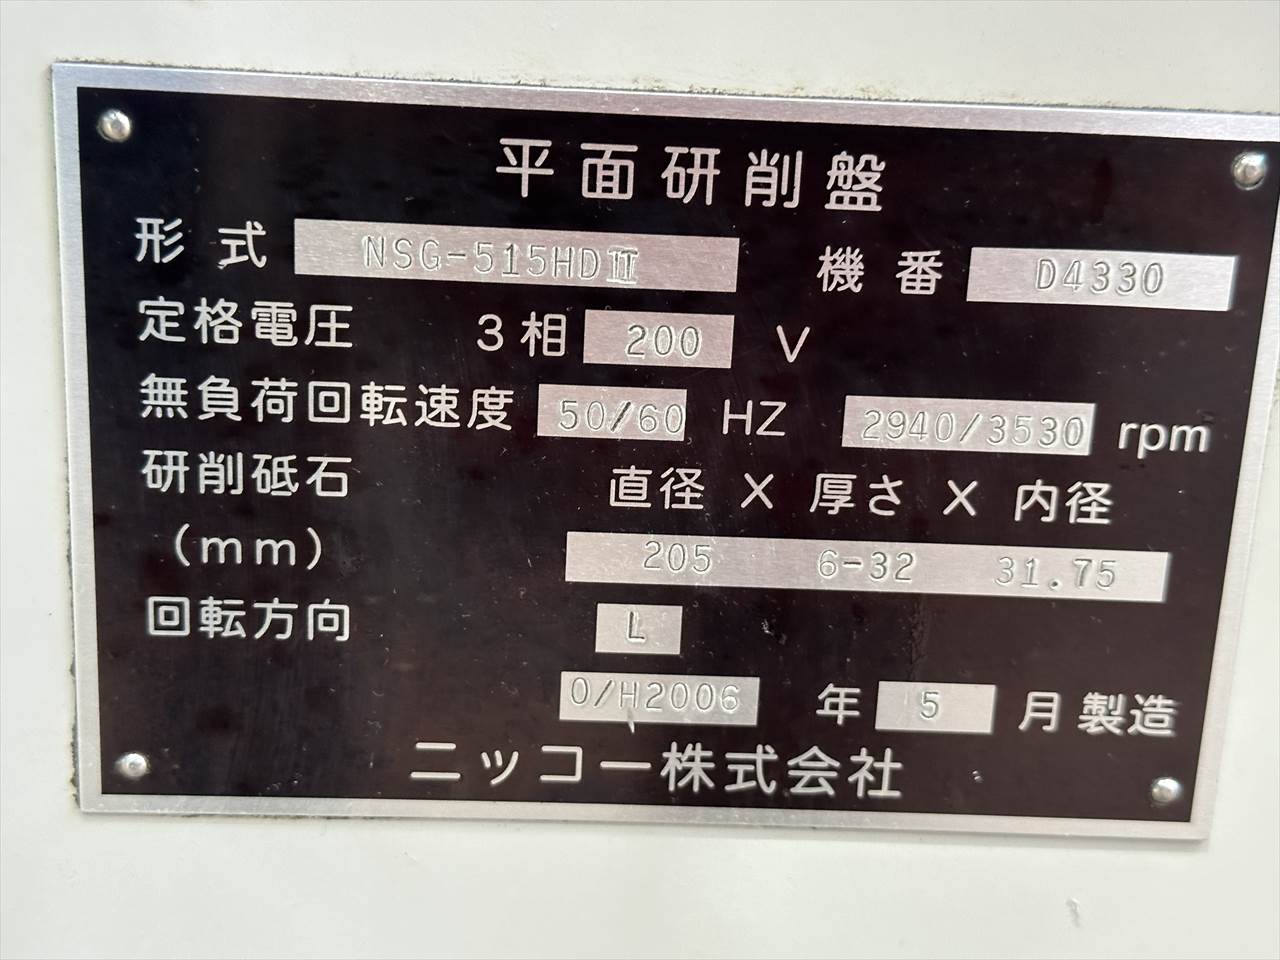 平面研削盤
形式 NSG-515HDⅡ 機番 D4330
定格電圧 3相 200 V
無負荷回転速度 50/60 HZ 2940/3530 rpm
研削砥石 直径 X 厚さ X 内径
(mm) 205 6-32 31.75
回転方向 L
O/H2006 年 5 月製造
ニッコー株式会社